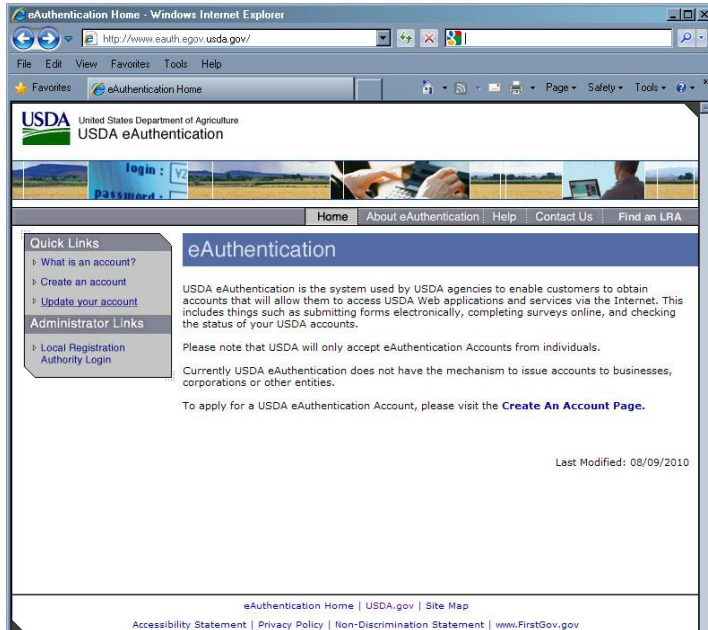 eAuthentication Home - Windows Internet Explorer
http://www.eauth.egov.usda.gov/
File Edit View Favorites Tools Help
Favorites eAuthentication Home Page Safety Tools
USDA United States Department of Agriculture
USDA eAuthentication
login :
password :
Home About eAuthentication Help Contact Us Find an LRA
Quick Links
What is an account?
Create an account
Update your account
Administrator Links
Local Registration
Authority Login
eAuthentication
USDA eAuthentication is the system used by USDA agencies to enable customers to obtain
accounts that will allow them to access USDA Web applications and services via the Internet. This
includes things such as submitting forms electronically, completing surveys online, and checking
the status of your USDA accounts.
Please note that USDA will only accept eAuthentication Accounts from individuals.
Currently USDA eAuthentication does not have the mechanism to issue accounts to businesses,
corporations or other entities.
To apply for a USDA eAuthentication Account, please visit the Create An Account Page.
Last Modified: 08/09/2010
eAuthentication Home | USDA.gov | Site Map
Accessibility Statement | Privacy Policy | Non-Discrimination Statement | www.FirstGov.gov